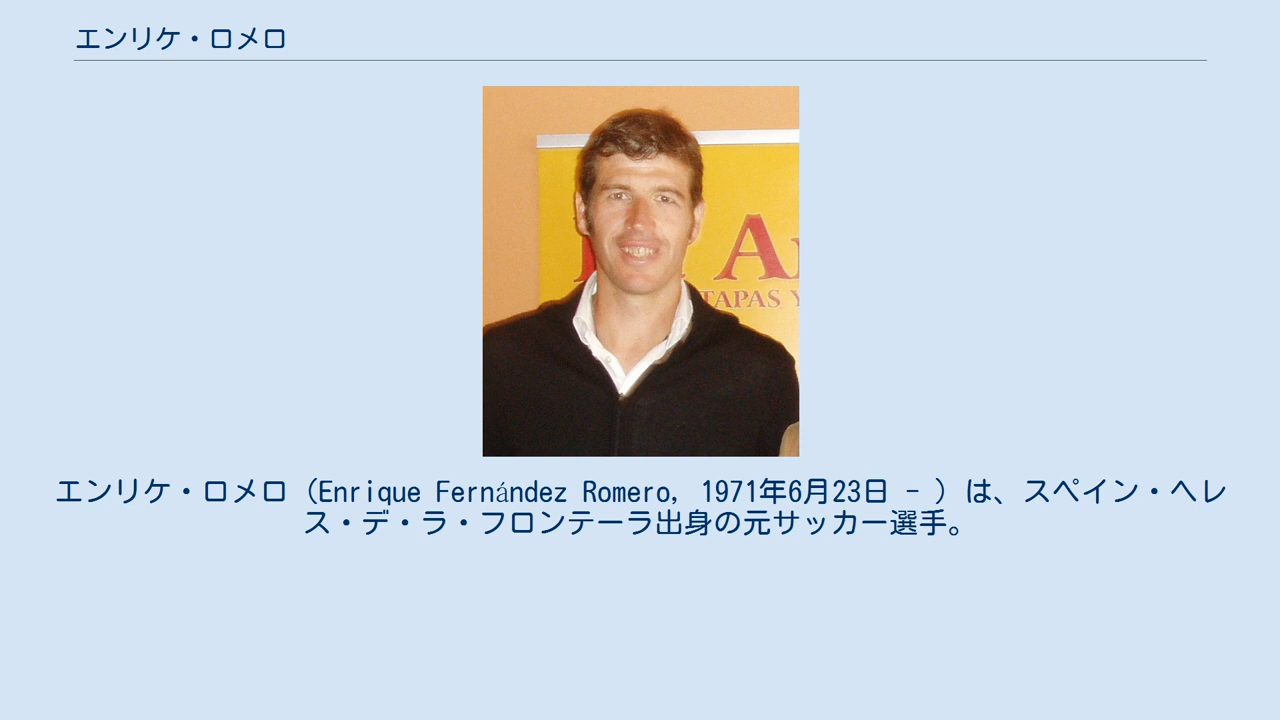 エンリケ・ロメロ
A
TAPAS Y
エンリケ・ロメロ（Enrique Fernández Romero, 1971年6月23日 - ）は、スペイン・ヘレ
ス・デ・ラ・フロンテーラ出身の元サッカー選手。